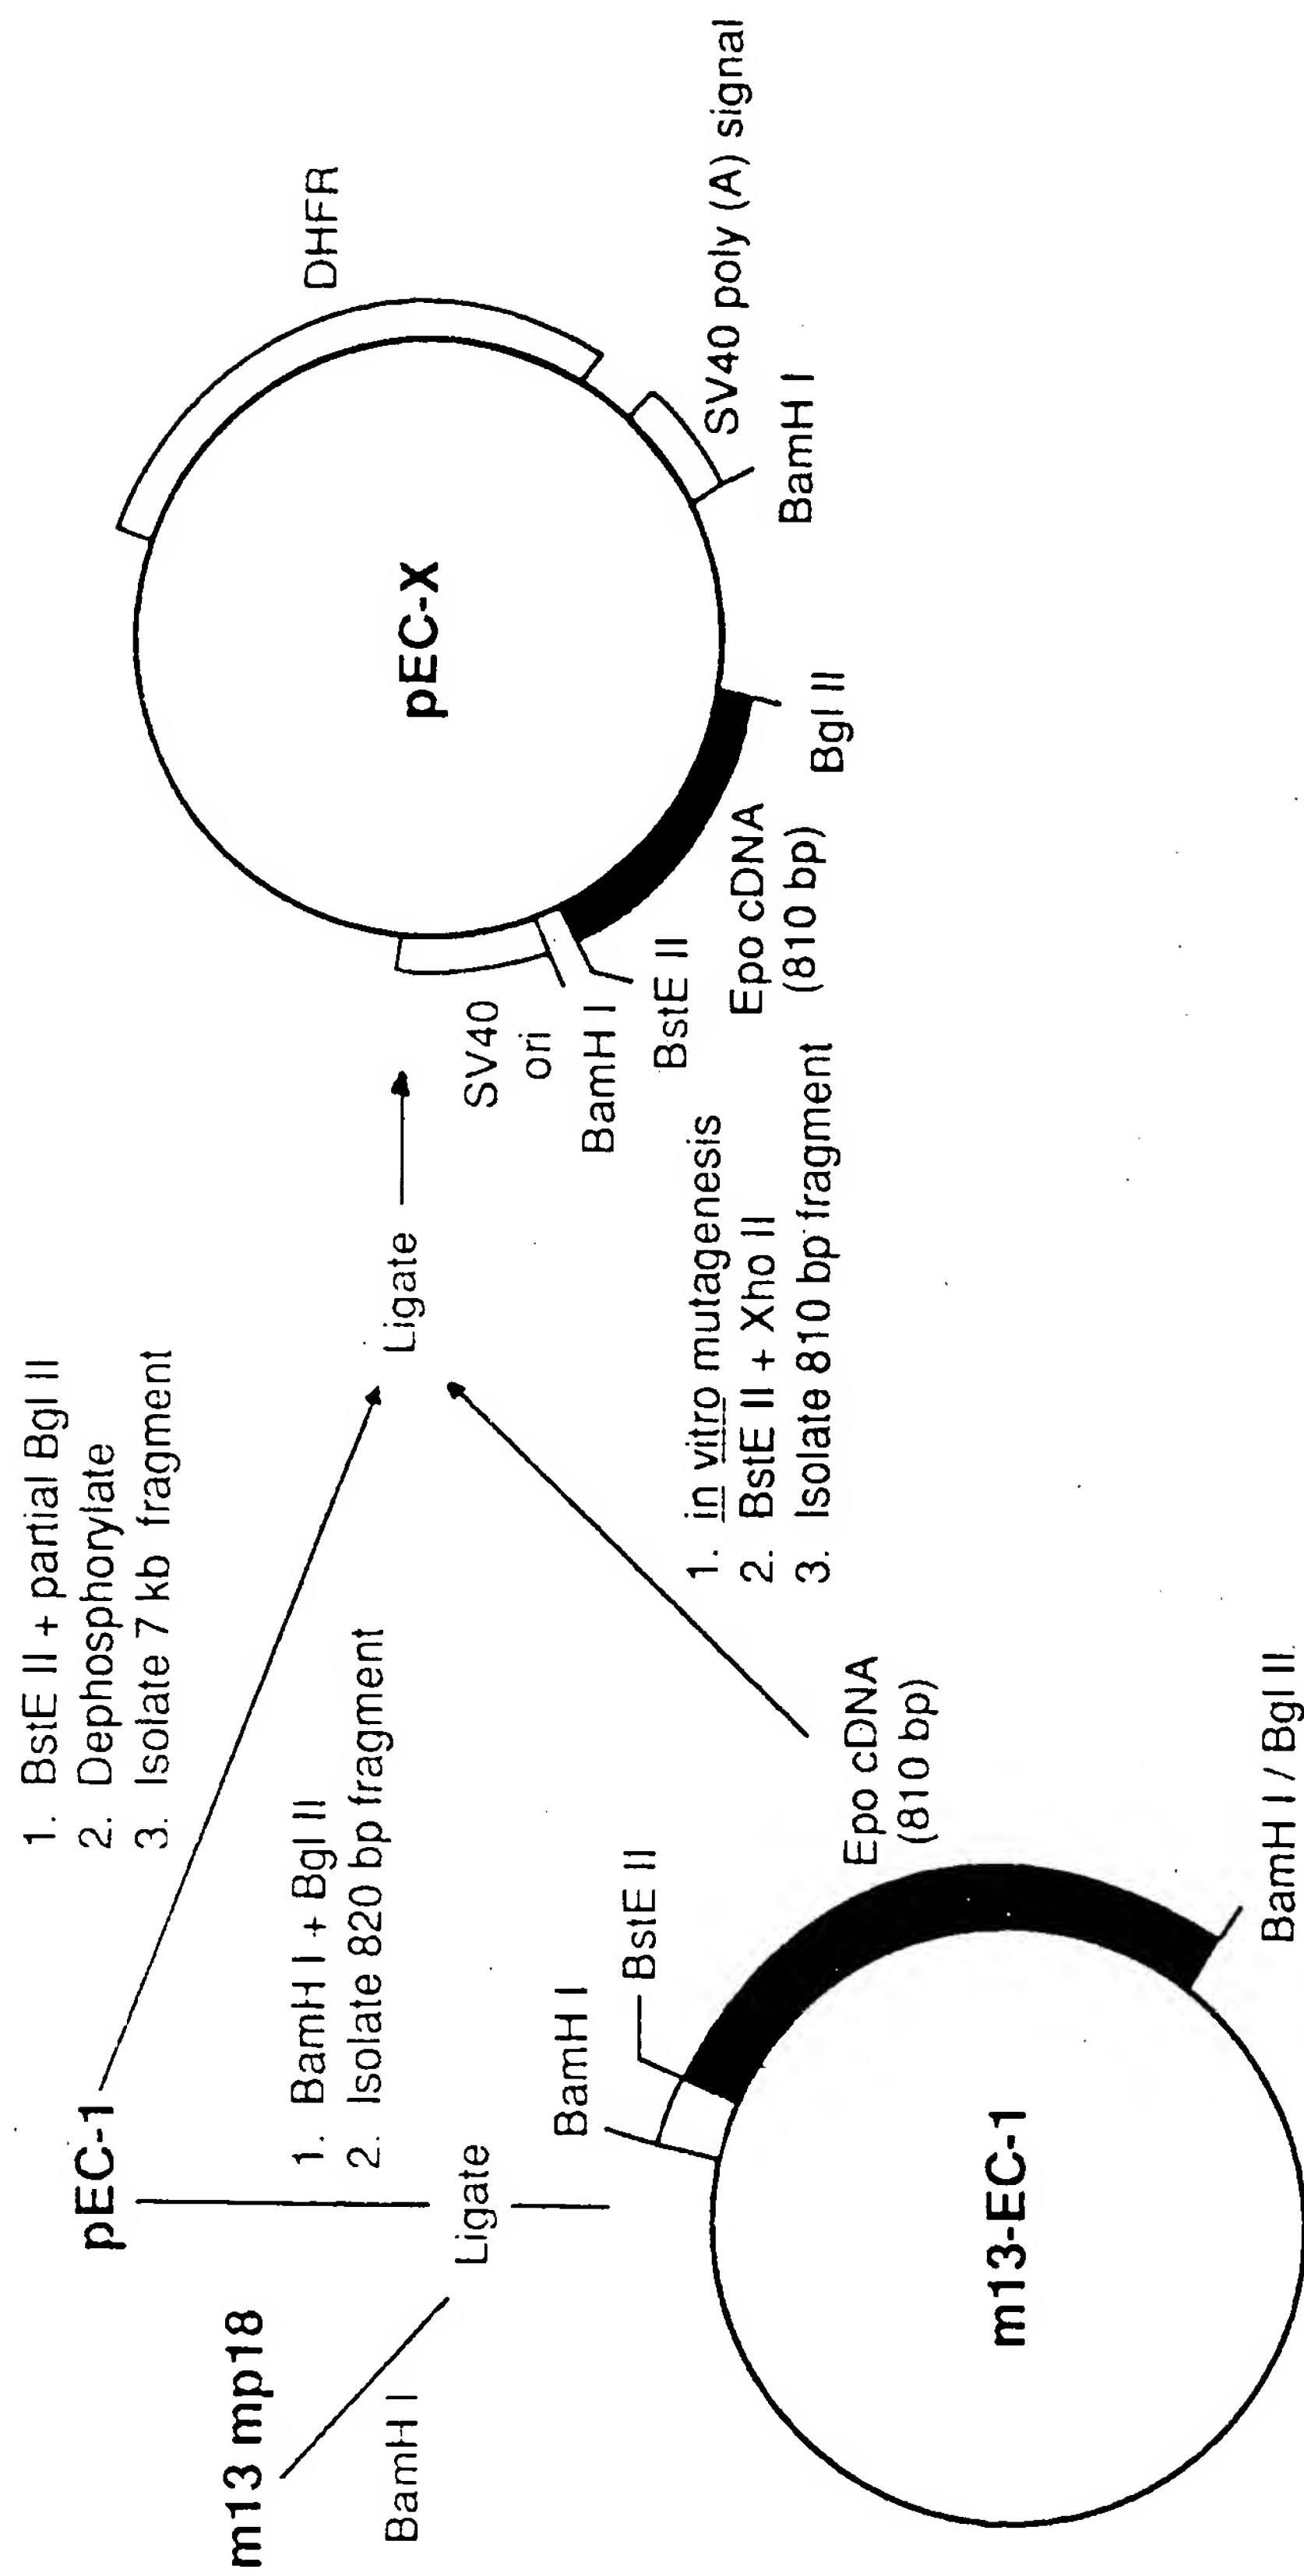 m13 mp18
BamH I
pEC-1
1. BstE II + partial Bgl II
2. Dephosphorylate
3. Isolate 7 kb fragment
1. BamH I + Bgl II
2. Isolate 820 bp fragment
Ligate
BamH I
BstE II
Epo cDNA
(810 bp)
BamH I / Bgl II
m13-EC-1
1. in vitro mutagenesis
2. BstE II + Xho II
3. Isolate 810 bp fragment
Ligate
SV40
ori
BamH I
BstE II
Epo cDNA
(810 bp)
Bgl II
pEC-X
BamH I
SV40 poly (A) signal
DHFR